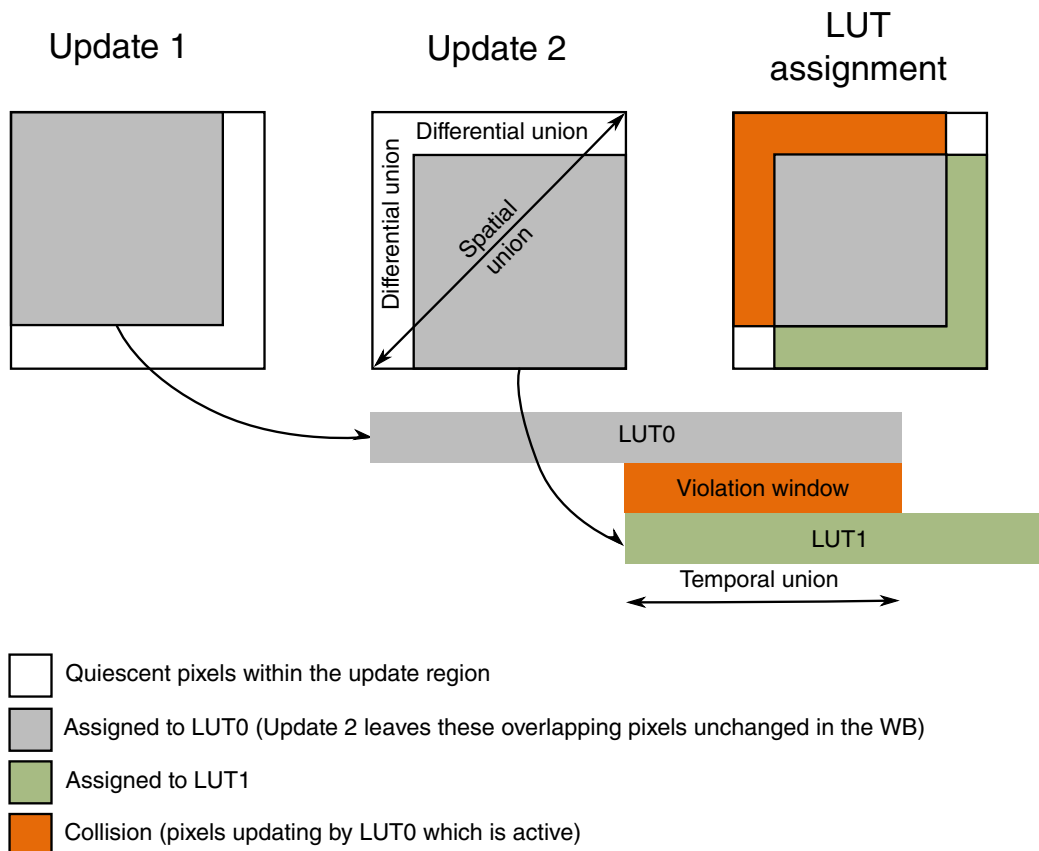 Update 1
Update 2
LUT
assignment
Differential union
Differential union
Spatial
union
LUT0
Violation window
LUT1
Temporal union
Quiescent pixels within the update region
Assigned to LUT0 (Update 2 leaves these overlapping pixels unchanged in the WB)
Assigned to LUT1
Collision (pixels updating by LUT0 which is active)